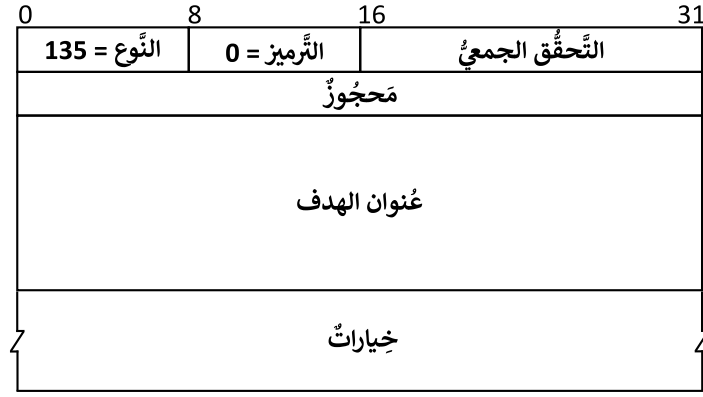 0 8 16 31
النَّوع = 135 التَّرميز = 0 التَّحقُّق الجمعيُّ
مَحجُوزٌ
عُنوان الهدف
خِياراتٌ